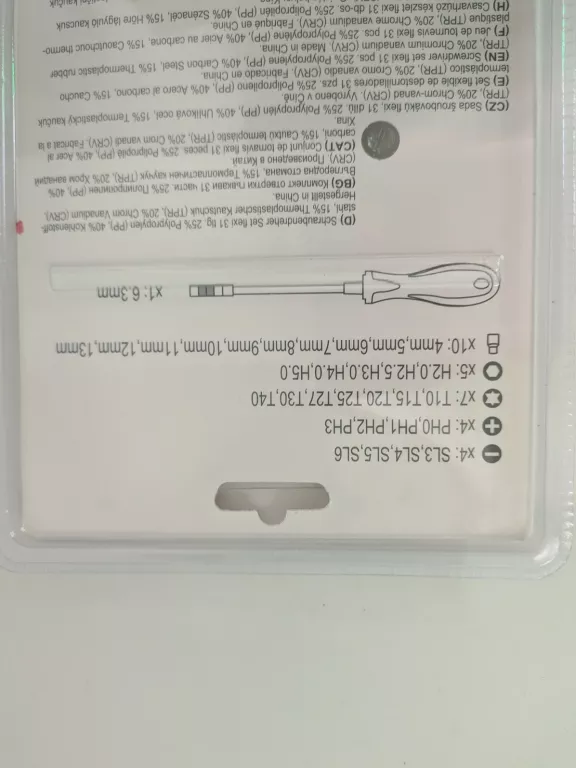 x4: SL3,SL4,SL5,SL6
x4: PH0,PH1,PH2,PH3
x7: T10,T15,T20,T25,T27,T30,T40
x5: H2.0,H2.5,H3.0,H4.0,H5.0
x10: 4mm,5mm,6mm,7mm,8mm,9mm,10mm,11mm,12mm,13mm
x1: 6.3mm
(D) Schraubendreher Set flexi 31 tlg. 25% Polypropylen (PP), 40% Kohlenstoff-
stahl, 15% Thermoplastischer Kautschuk (TPR), 20% Chrom Vanadium (CRV).
Hergestellt in China.
(BG) Комплект отвертки гъвкави 31 части. 25% Полипропилен (PP), 40%
Въглеродна стомана, 15% Термопластичен каучук (TPR), 20% Хром ванадий
(CRV). Произведено в Китай.
(CAT) Conjunt de tornavís flexi 31 peces. 25% Polipropilè (PP), 40% Acer al
carboni, 15% Cautxú termoplàstic (TPR), 20% Crom vanadi (CRV). Fabricat a la
Xina.
(CZ) Sada šroubováků flexi, 31 dílů. 25% Polypropylén (PP), 40% Uhlíková ocel, 15% Termoplastický kaučuk
(TPR), 20% Chrom-vanad (CRV). Vyrobeno v Číně.
(E) Set flexible de destornilladores 31 pzs. 25% Polipropileno (PP), 40% Acero al carbono, 15% Caucho
termoplástico (TPR), 20% Cromo vanadio (CRV). Fabricado en China.
(EN) Screwdriver set flexi 31 pcs. 25% Polypropylene (PP), 40% Carbon Steel, 15% Thermoplastic rubber
(TPR), 20% Chromium vanadium (CRV). Made in China.
(F) Jeu de tournevis flexi 31 pcs. 25% Polypropylène (PP), 40% Acier au carbone, 15% Caoutchouc thermo-
plastique (TPR), 20% Chrome vanadium (CRV). Fabriqué en Chine.
(H) Csavarhúzó készlet flexi 31 db-os. 25% Polipropilén (PP), 40% Szénacél, 15% Hőre lágyuló kaucsuk